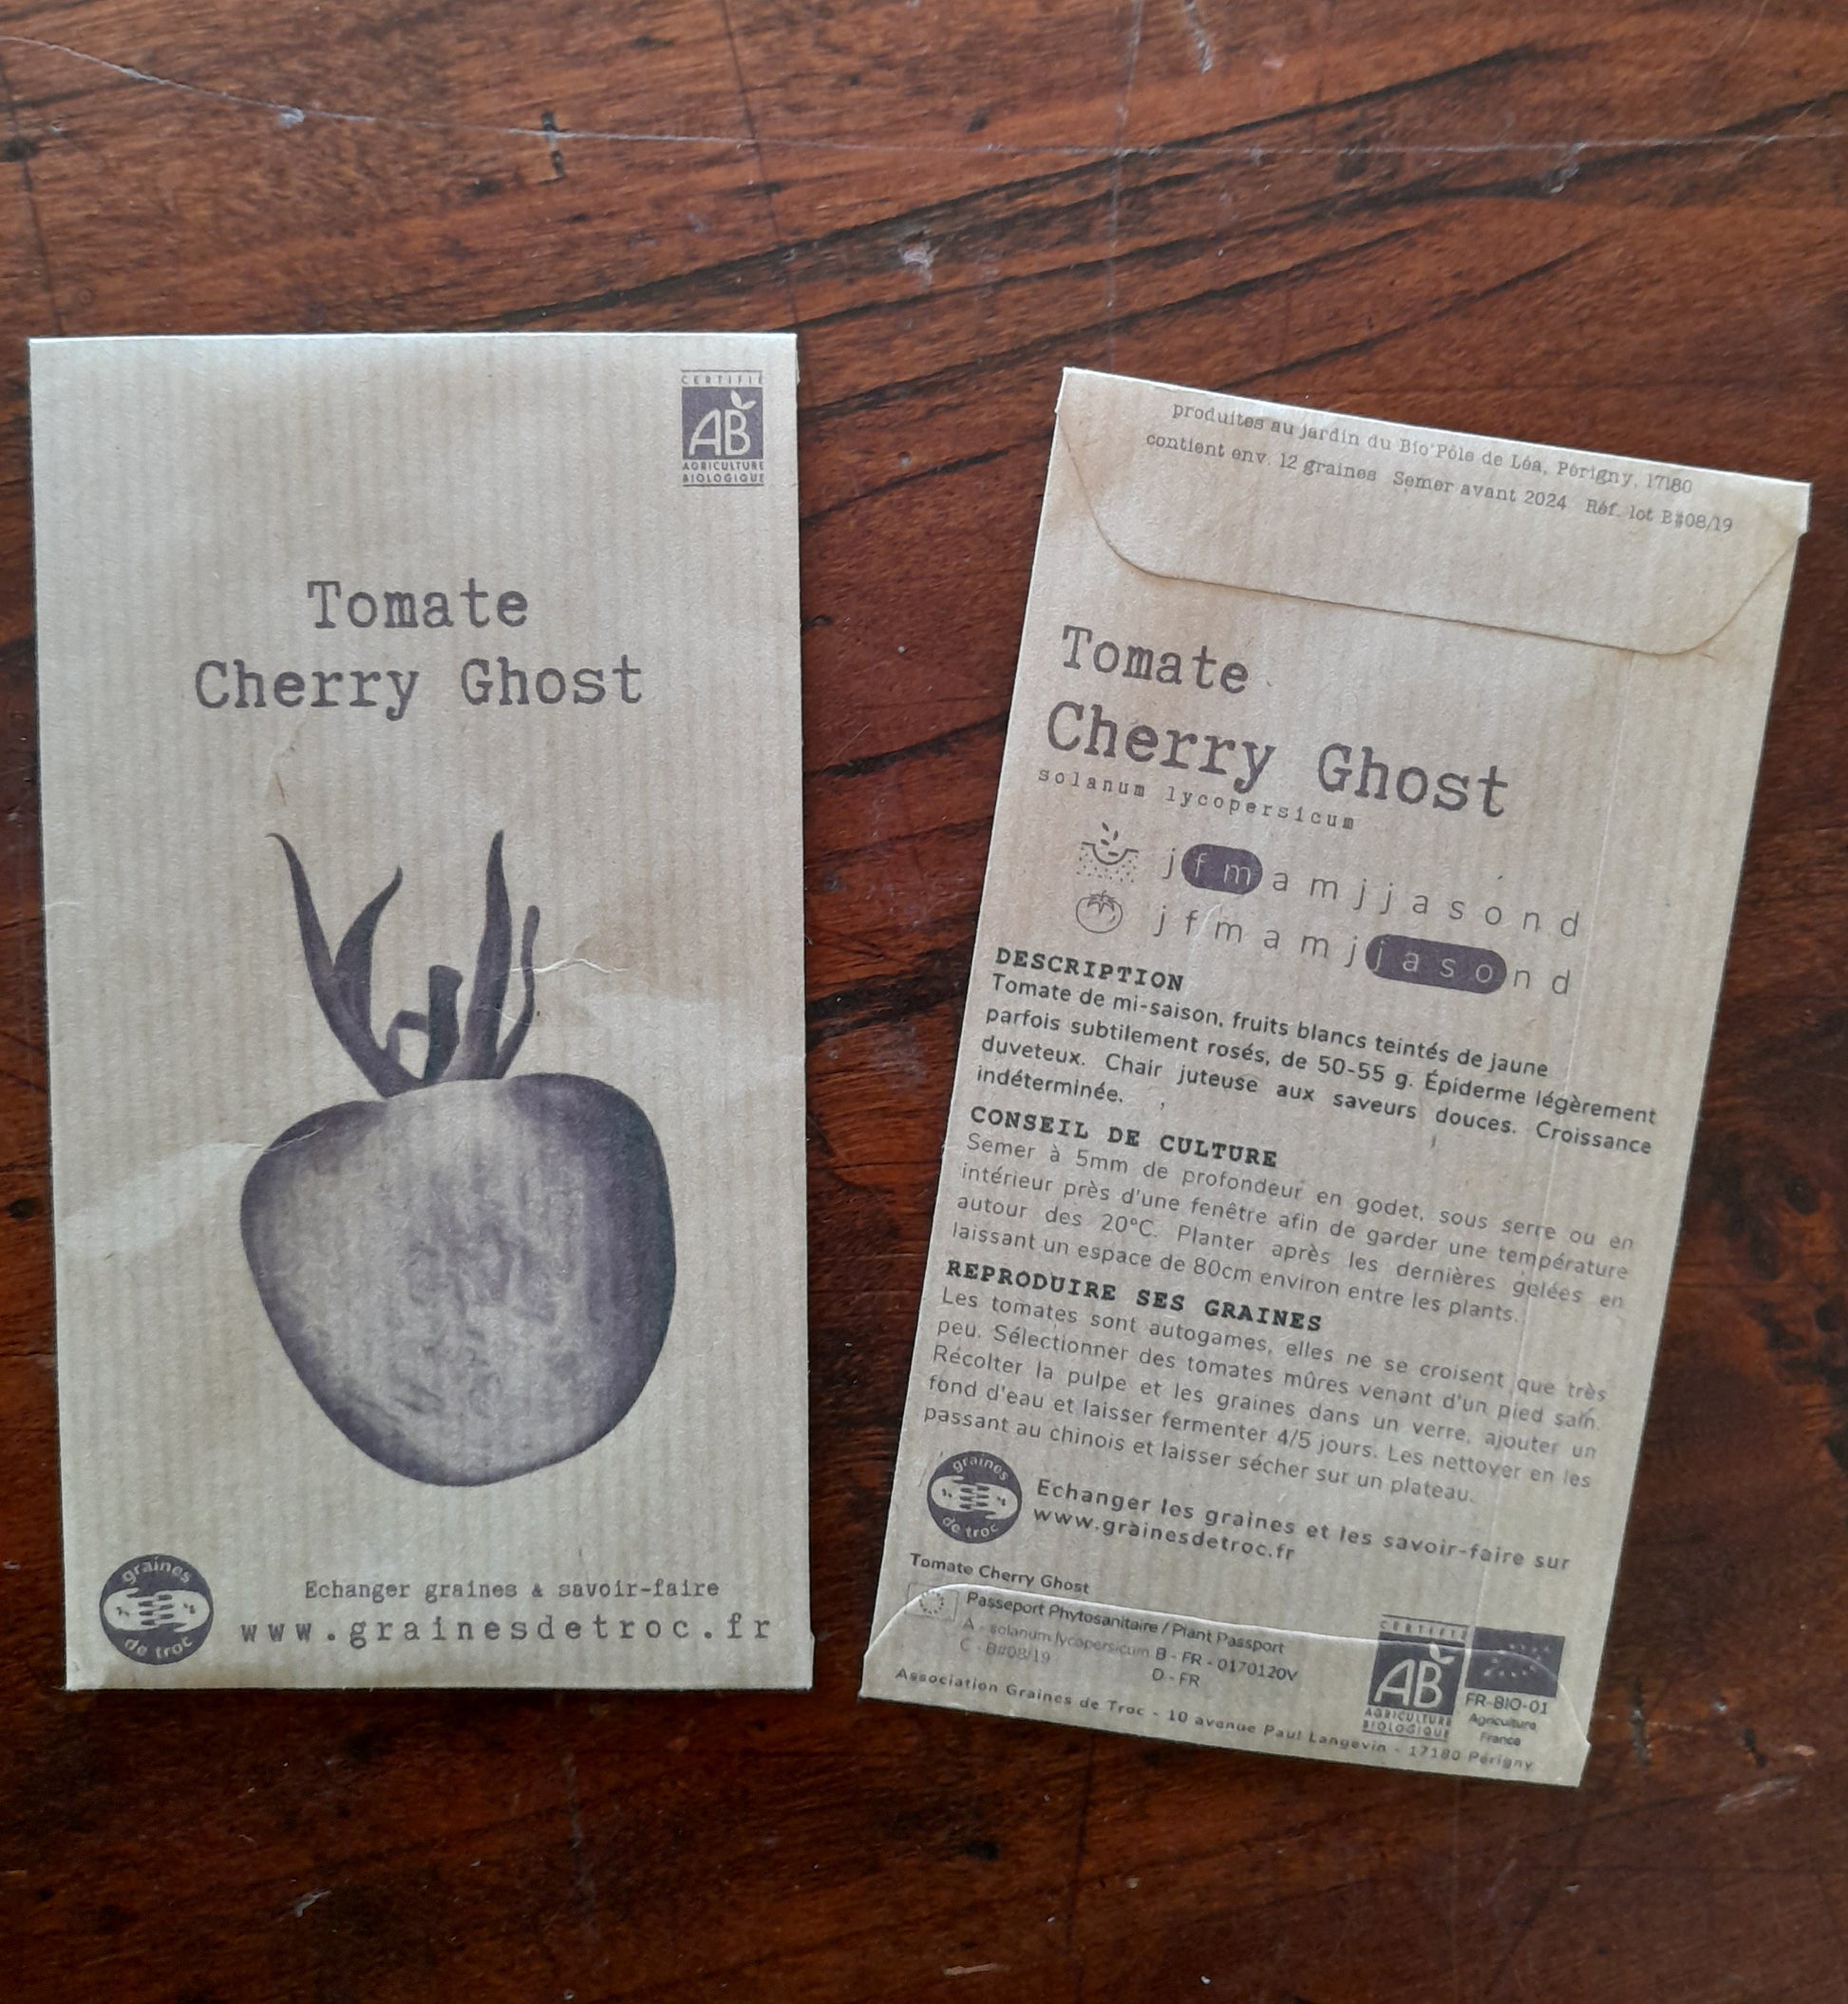 CERTIFIÉ
AB
AGRICULTURE
BIOLOGIQUE
Tomate
Cherry Ghost
graines
de troc
Echanger graines & savoir-faire
www.grainesdetroc.fr
produites au jardin du Bio'Pôle de Léa, Périgny, 17180
contient env. 12 graines Semer avant 2024 Réf. lot B#08/19
Tomate
Cherry Ghost
solanum lycopersicum
j f m a m j j a s o n d
j f m a m j j a s o n d
DESCRIPTION
Tomate de mi-saison, fruits blancs teintés de jaune
parfois subtilement rosés, de 50-55 g. Épiderme légèrement
duveteux. Chair juteuse aux saveurs douces. Croissance
indéterminée.
CONSEIL DE CULTURE
Semer à 5mm de profondeur en godet, sous serre ou en
intérieur près d'une fenêtre afin de garder une température
autour des 20°C. Planter après les dernières gelées en
laissant un espace de 80cm environ entre les plants.
REPRODUIRE SES GRAINES
Les tomates sont autogames, elles ne se croisent que très
peu. Sélectionner des tomates mûres venant d'un pied sain.
Récolter la pulpe et les graines dans un verre, ajouter un
fond d'eau et laisser fermenter 4/5 jours. Les nettoyer en les
passant au chinois et laisser sécher sur un plateau.
graines
de troc
Echanger les graines et les savoir-faire sur
www.grainesdetroc.fr
Tomate Cherry Ghost
Passeport Phytosanitaire / Plant Passport
A - solanum lycopersicum B - FR - 0170120V
C - B#08/19 D - FR
CERTIFIÉ
AB
AGRICULTURE
BIOLOGIQUE
FR-BIO-01
Agriculture
France
Association Graines de Troc - 10 avenue Paul Langevin - 17180 Périgny